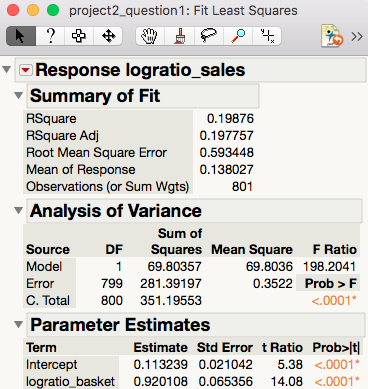 project2_question1: Fit Least Squares
Response logratio_sales
Summary of Fit
RSquare 0.19876
RSquare Adj 0.197757
Root Mean Square Error 0.593448
Mean of Response 0.138027
Observations (or Sum Wgts) 801
Analysis of Variance
Sum of
Source DF Squares Mean Square F Ratio
Model 1 69.80357 69.8036 198.2041
Error 799 281.39197 0.3522 Prob > F
C. Total 800 351.19553 <.0001*
Parameter Estimates
Term Estimate Std Error t Ratio Prob>|t|
Intercept 0.113239 0.021042 5.38 <.0001*
logratio_basket 0.920108 0.065356 14.08 <.0001*